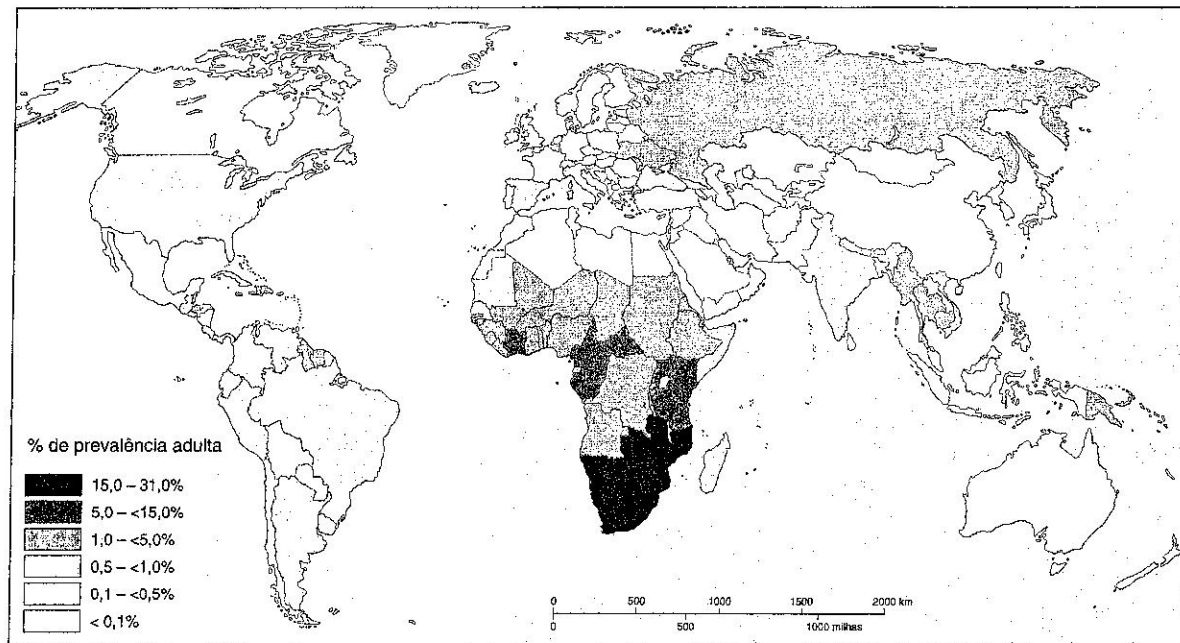 % de prevalência adulta
15,0 – 31,0%
5,0 – <15,0%
1,0 – <5,0%
0,5 – <1,0%
0,1 – <0,5%
< 0,1%
0 500 1000 1500 2000 km
0 500 1000 milhas